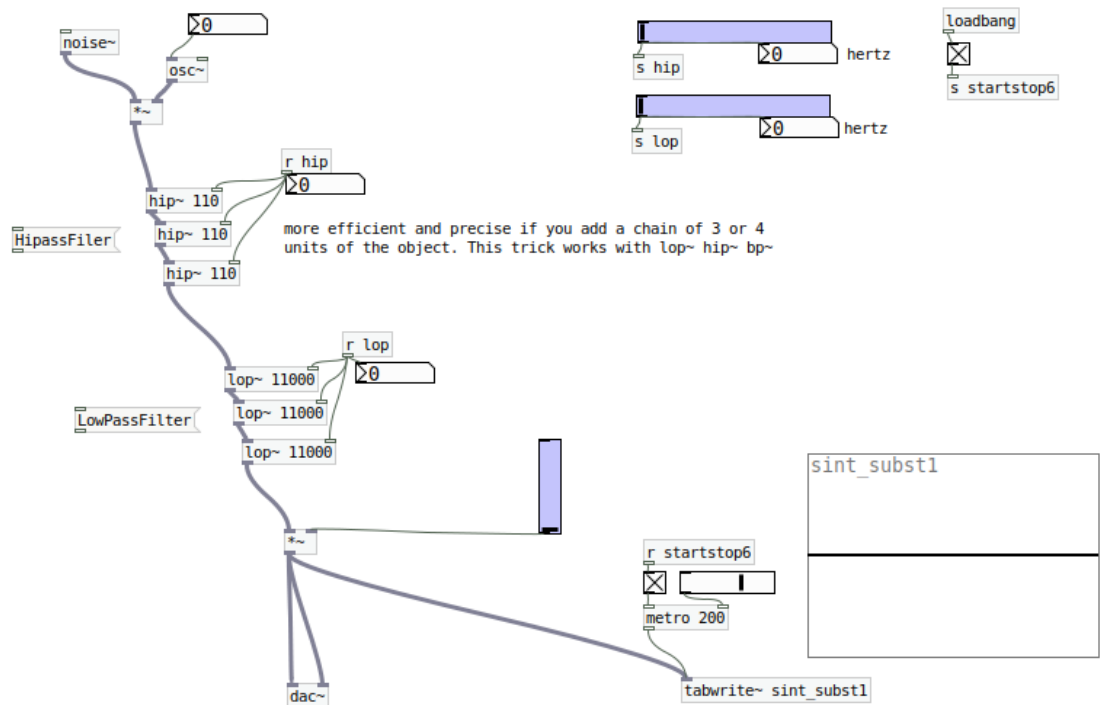 0
loadbang
noise~
hertz
osc~
s hip
0
s startstop6
*~
0
hertz
s lop
r hip
0
hip~ 110
more efficient and precise if you add a chain of 3 or 4
units of the object. This trick works with lop~ hip~ bp~
HipassFiler
hip~ 110
hip~ 110
r lop
lop~ 11000
0
LowPassFilter
lop~ 11000
lop~ 11000
sint_subst1
*~
r startstop6
metro 200
dac~
tabwrite~ sint_subst1